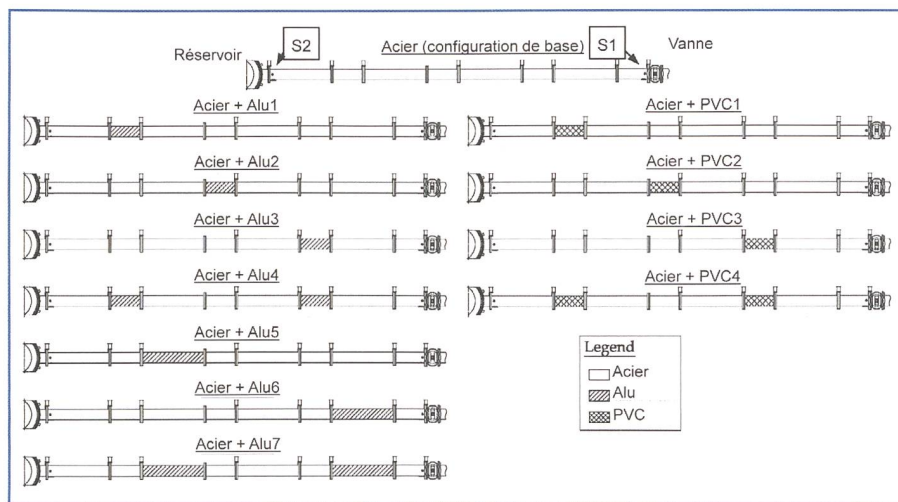 Réservoir
S2
Acier (configuration de base)
S1
Vanne
Acier + Alu1
Acier + PVC1
Acier + Alu2
Acier + PVC2
Acier + Alu3
Acier + PVC3
Acier + Alu4
Acier + PVC4
Acier + Alu5
Acier + Alu6
Acier + Alu7
Legend
Acier
Alu
PVC